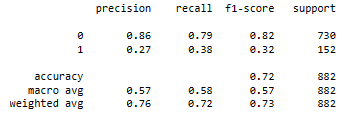 precision recall f1-score support
0 0.86 0.79 0.82 730
1 0.27 0.38 0.32 152
accuracy 0.72 882
macro avg 0.57 0.58 0.57 882
weighted avg 0.76 0.72 0.73 882